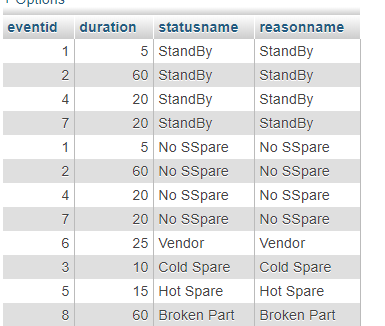 + Options
eventid duration statusname reasonname
1 5 StandBy StandBy
2 60 StandBy StandBy
4 20 StandBy StandBy
7 20 StandBy StandBy
1 5 No SSpare No SSpare
2 60 No SSpare No SSpare
4 20 No SSpare No SSpare
7 20 No SSpare No SSpare
6 25 Vendor Vendor
3 10 Cold Spare Cold Spare
5 15 Hot Spare Hot Spare
8 60 Broken Part Broken Part